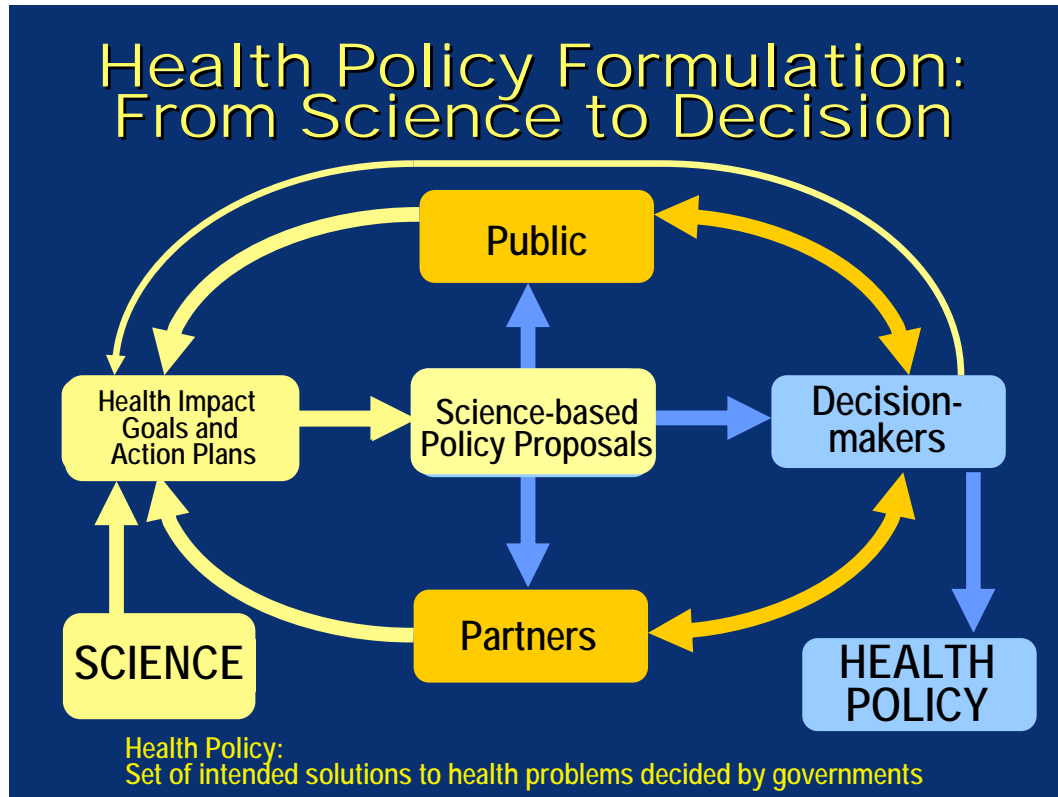 Health Policy Formulation:
From Science to Decision
Public
Health Impact
Goals and
Action Plans
Science-based
Policy Proposals
Decision-
makers
SCIENCE
Partners
HEALTH
POLICY
Health Policy:
Set of intended solutions to health problems decided by governments